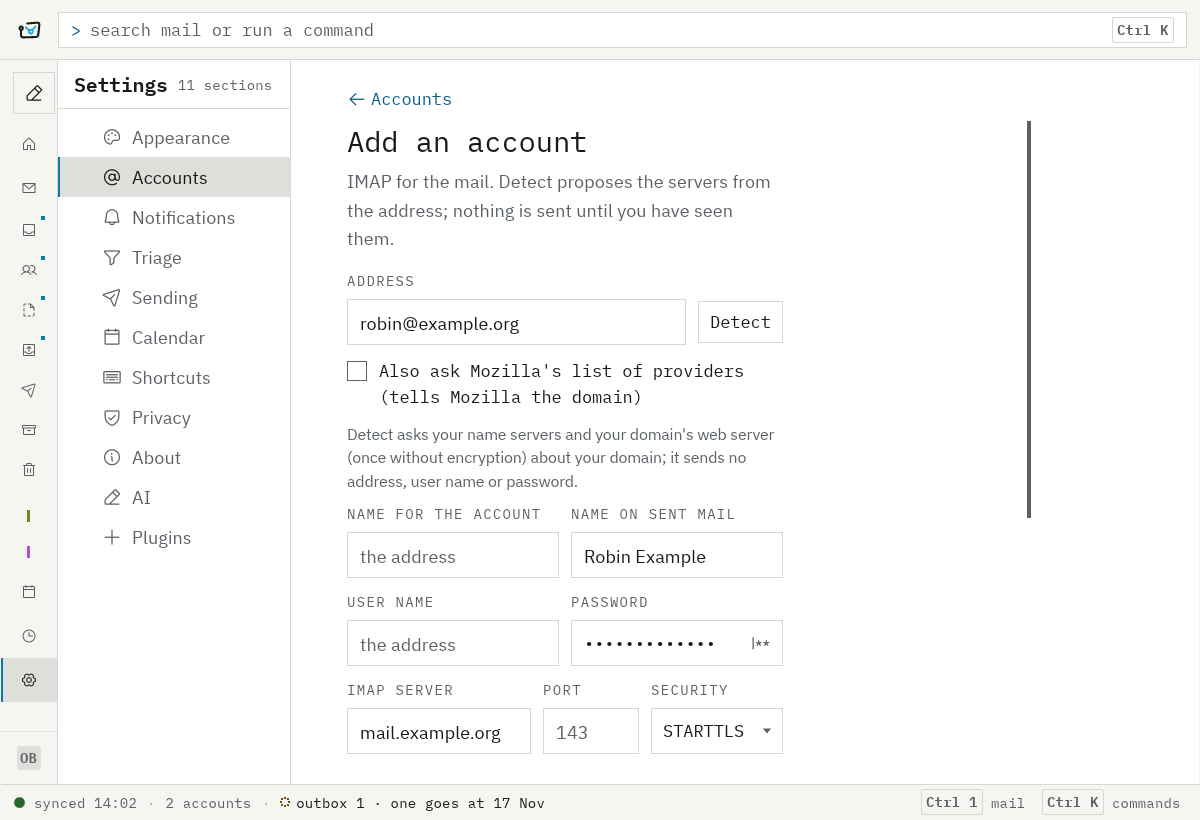 > search mail or run a command
Ctrl K
Settings 11 sections
Appearance
Accounts
Notifications
Triage
Sending
Calendar
Shortcuts
Privacy
About
AI
Plugins
OB
← Accounts
Add an account
IMAP for the mail. Detect proposes the servers from
the address; nothing is sent until you have seen
them.
ADDRESS
robin@example.org
Detect
Also ask Mozilla's list of providers
(tells Mozilla the domain)
Detect asks your name servers and your domain's web server
(once without encryption) about your domain; it sends no
address, user name or password.
NAME FOR THE ACCOUNT NAME ON SENT MAIL
the address Robin Example
USER NAME PASSWORD
the address ••••••••••••• |**
IMAP SERVER PORT SECURITY
mail.example.org 143 STARTTLS
synced 14:02 · 2 accounts · outbox 1 · one goes at 17 Nov
Ctrl 1 mail Ctrl K commands